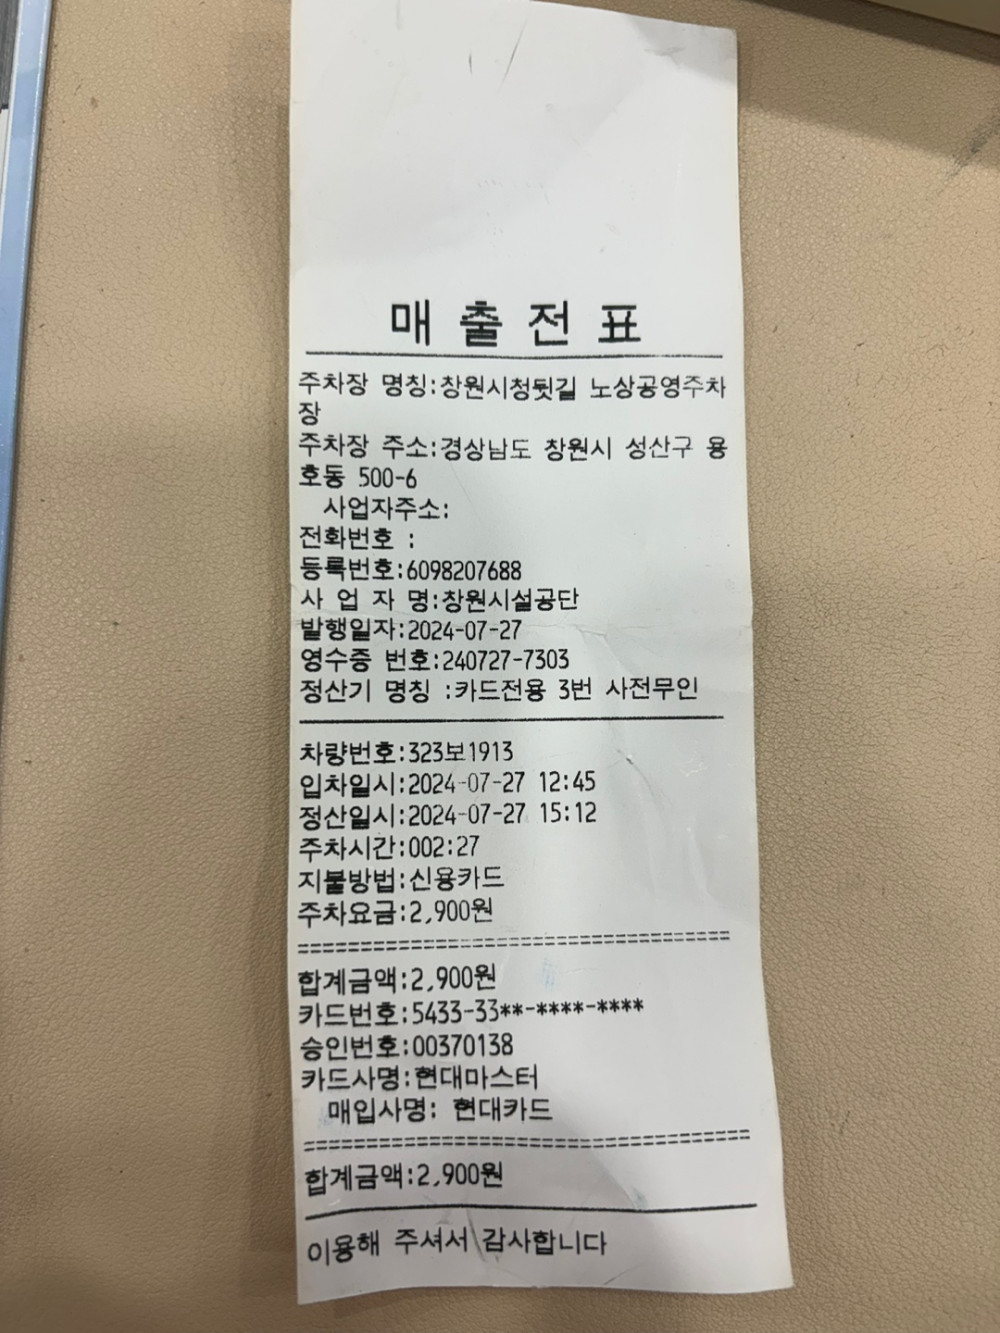 매 출 전 표
주차장 명칭:창원시청뒷길 노상공영주차
장
주차장 주소:경상남도 창원시 성산구 용
호동 500-6
사업자주소:
전화번호 :
등록번호:6098207688
사 업 자 명:창원시설공단
발행일자:2024-07-27
영수증 번호:240727-7303
정산기 명칭 :카드전용 3번 사전무인
차량번호:323보1913
입차일시:2024-07-27 12:45
정산일시:2024-07-27 15:12
주차시간:002:27
지불방법:신용카드
주차요금:2,900원
===================================
합계금액:2,900원
카드번호:5433-33**-****-****
승인번호:00370138
카드사명:현대마스터
매입사명: 현대카드
===================================
합계금액:2,900원
이용해 주셔서 감사합니다